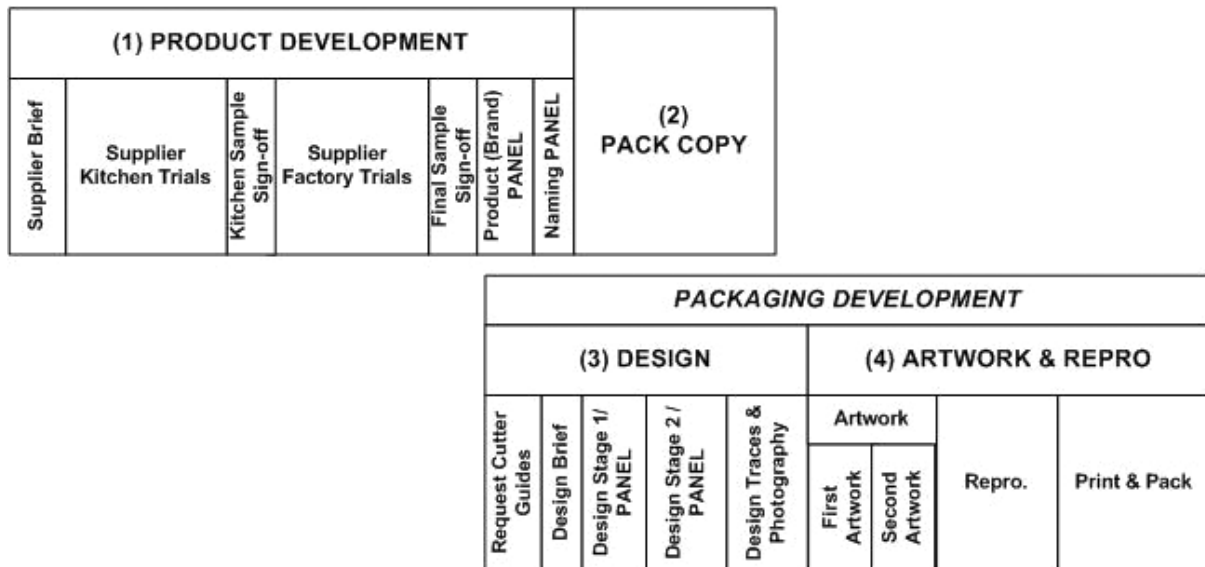 (1) PRODUCT DEVELOPMENT
Supplier Brief
Supplier
Kitchen Trials
Kitchen Sample
Sign-off
Supplier
Factory Trials
Final Sample
Sign-off
Product (Brand)
PANEL
Naming PANEL
(2)
PACK COPY
PACKAGING DEVELOPMENT
(3) DESIGN
(4) ARTWORK & REPRO
Request Cutter
Guides
Design Brief
Design Stage 1/
PANEL
Design Stage 2 /
PANEL
Design Traces &
Photography
Artwork
First
Artwork
Second
Artwork
Repro.
Print & Pack